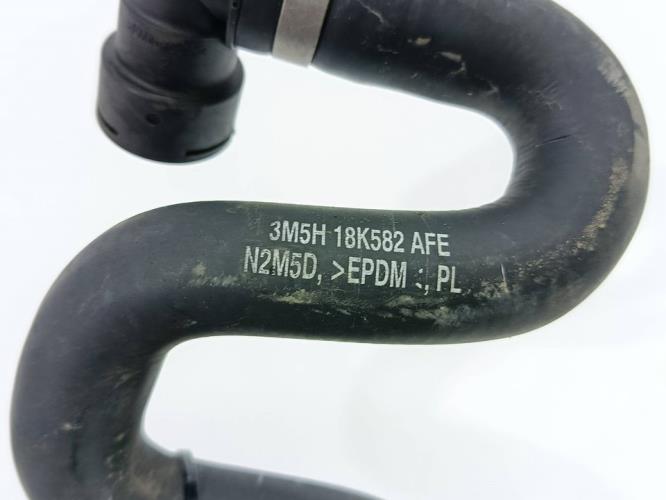 3M5H 18K582 AFE
N2M5D, >EPDM :, PL